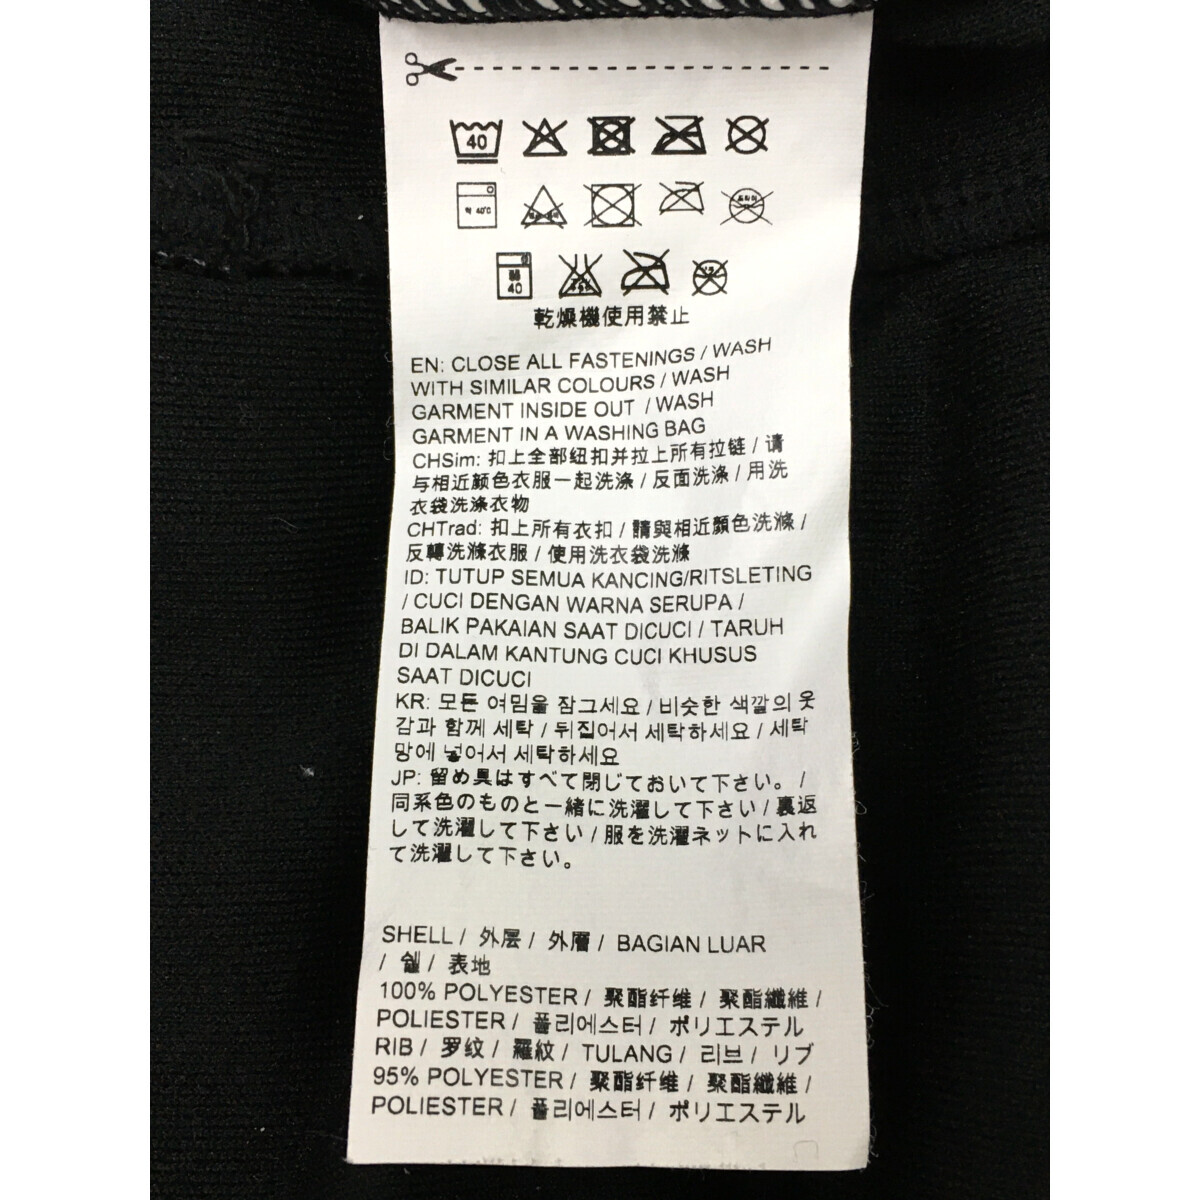 40
약 40°C
40
乾燥機使用禁止
EN: CLOSE ALL FASTENINGS / WASH
WITH SIMILAR COLOURS / WASH
GARMENT INSIDE OUT / WASH
GARMENT IN A WASHING BAG
CHSim: 扣上全部纽扣并拉上所有拉链 / 请
与相近颜色衣服一起洗涤 / 反面洗涤 / 用洗
衣袋洗涤衣物
CHTrad: 扣上所有衣扣 / 請與相近顏色洗滌 /
反轉洗滌衣服 / 使用洗衣袋洗滌
ID: TUTUP SEMUA KANCING/RITSLETING
/ CUCI DENGAN WARNA SERUPA /
BALIK PAKAIAN SAAT DICUCI / TARUH
DI DALAM KANTUNG CUCI KHUSUS
SAAT DICUCI
KR: 모든 여밈을 잠그세요 / 비슷한 색깔의 옷
감과 함께 세탁 / 뒤집어서 세탁하세요 / 세탁
망에 넣어서 세탁하세요
JP: 留め具はすべて閉じておいて下さい。 /
同系色のものと一緒に洗濯して下さい / 裏返
して洗濯して下さい / 服を洗濯ネットに入れ
て洗濯して下さい。
SHELL / 外层 / 外層 / BAGIAN LUAR
/ 쉘 / 表地
100% POLYESTER / 聚酯纤维 / 聚酯纖維 /
POLIESTER / 폴리에스터 / ポリエステル
RIB / 罗纹 / 羅紋 / TULANG / 리브 / リブ
95% POLYESTER / 聚酯纤维 / 聚酯纖維 /
POLIESTER / 폴리에스터 / ポリエステル